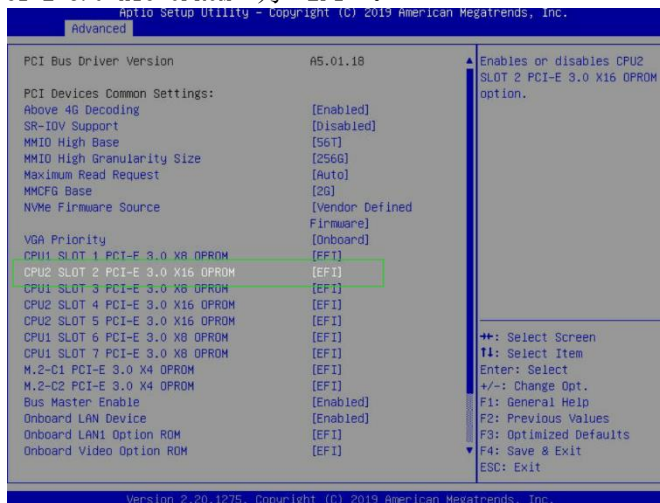 Aptio Setup Utility – Copyright (C) 2019 American Megatrends, Inc.
Advanced
PCI Bus Driver Version A5.01.18
PCI Devices Common Settings:
Above 4G Decoding [Enabled]
SR-IOV Support [Disabled]
MMIO High Base [56T]
MMIO High Granularity Size [256G]
Maximum Read Request [Auto]
MMCFG Base [2G]
NVMe Firmware Source [Vendor Defined
Firmware]
VGA Priority [Onboard]
CPU1 SLOT 1 PCI-E 3.0 X8 OPROM [EFI]
CPU2 SLOT 2 PCI-E 3.0 X16 OPROM [EFI]
CPU1 SLOT 3 PCI-E 3.0 X8 OPROM [EFI]
CPU2 SLOT 4 PCI-E 3.0 X16 OPROM [EFI]
CPU2 SLOT 5 PCI-E 3.0 X16 OPROM [EFI]
CPU1 SLOT 6 PCI-E 3.0 X8 OPROM [EFI]
CPU1 SLOT 7 PCI-E 3.0 X8 OPROM [EFI]
M.2-C1 PCI-E 3.0 X4 OPROM [EFI]
M.2-C2 PCI-E 3.0 X4 OPROM [EFI]
Bus Master Enable [Enabled]
Onboard LAN Device [Enabled]
Onboard LAN1 Option ROM [EFI]
Onboard Video Option ROM [EFI]
Enables or disables CPU2
SLOT 2 PCI-E 3.0 X16 OPROM
option.
→←: Select Screen
↑↓: Select Item
Enter: Select
+/-: Change Opt.
F1: General Help
F2: Previous Values
F3: Optimized Defaults
F4: Save & Exit
ESC: Exit
Version 2.20.1275. Copyright (C) 2019 American Megatrends, Inc.